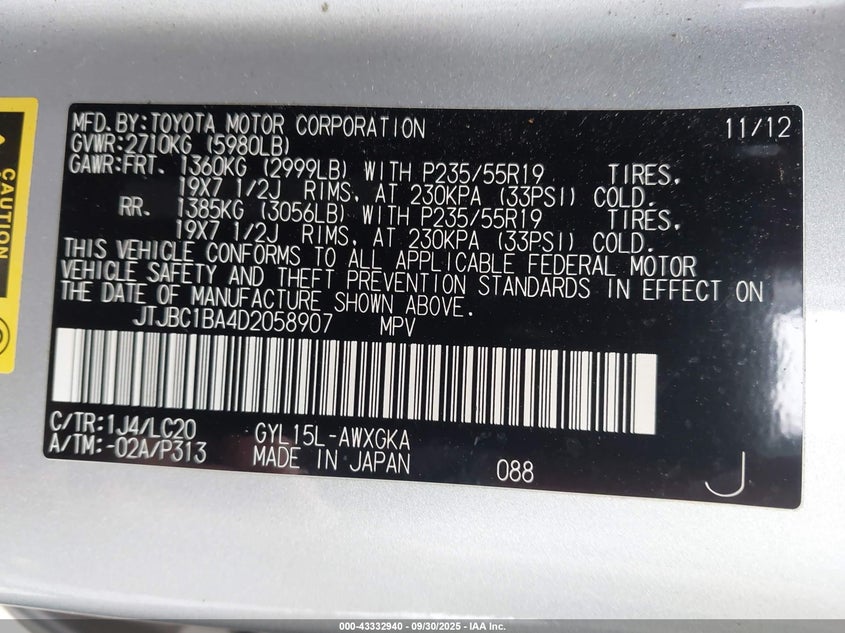 CAUTION
MFD.BY:TOYOTA MOTOR CORPORATION 11/12
GVWR:2710KG (5980LB)
GAWR:FRT. 1360KG (2999LB) WITH P235/55R19 TIRES,
19X7 1/2J RIMS, AT 230KPA (33PSI) COLD.
RR. 1385KG (3056LB) WITH P235/55R19 TIRES,
19X7 1/2J RIMS, AT 230KPA (33PSI) COLD.
THIS VEHICLE CONFORMS TO ALL APPLICABLE FEDERAL MOTOR
VEHICLE SAFETY AND THEFT PREVENTION STANDARDS IN EFFECT ON
THE DATE OF MANUFACTURE SHOWN ABOVE.
JTJBC1BA4D2058907 MPV
C/TR:1J4/LC20 GYL15L-AWXGKA
A/TM:-02A/P313 MADE IN JAPAN 088 J
000-43332940 - 09/30/2025 - IAA Inc.